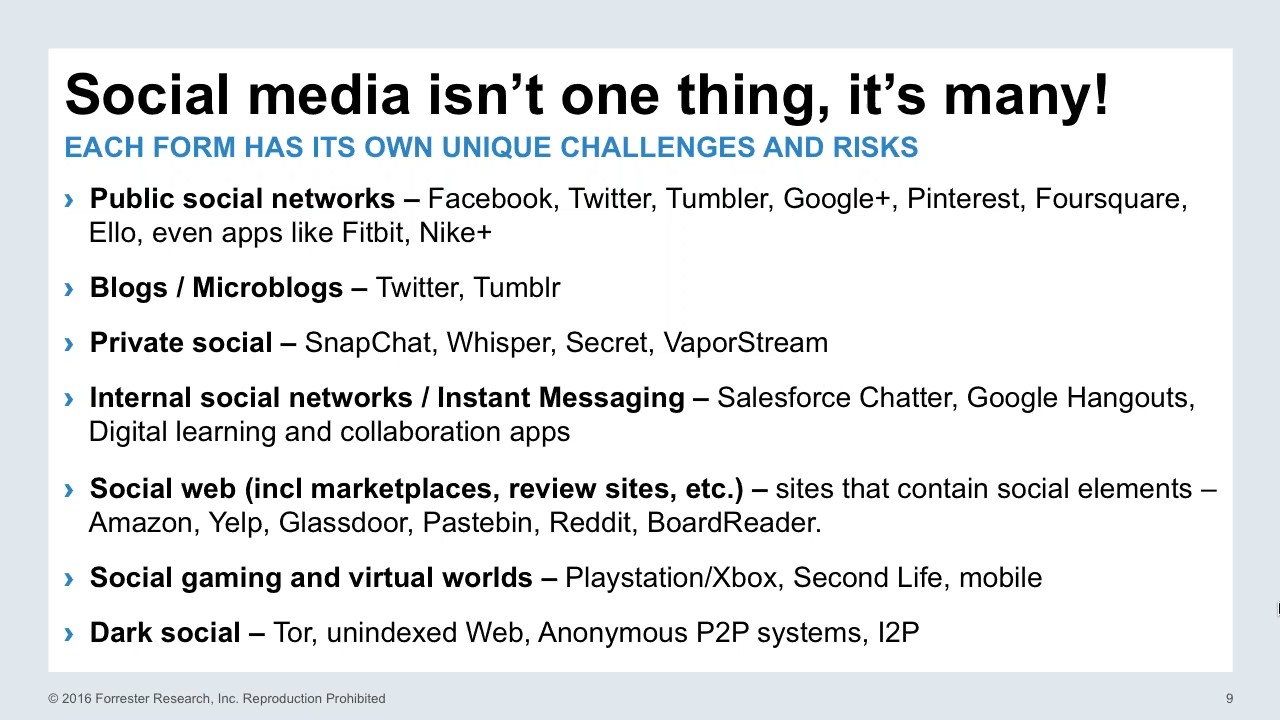 Social media isn’t one thing, it’s many!
EACH FORM HAS ITS OWN UNIQUE CHALLENGES AND RISKS
› Public social networks – Facebook, Twitter, Tumbler, Google+, Pinterest, Foursquare,
Ello, even apps like Fitbit, Nike+
› Blogs / Microblogs – Twitter, Tumblr
› Private social – SnapChat, Whisper, Secret, VaporStream
› Internal social networks / Instant Messaging – Salesforce Chatter, Google Hangouts,
Digital learning and collaboration apps
› Social web (incl marketplaces, review sites, etc.) – sites that contain social elements –
Amazon, Yelp, Glassdoor, Pastebin, Reddit, BoardReader.
› Social gaming and virtual worlds – Playstation/Xbox, Second Life, mobile
› Dark social – Tor, unindexed Web, Anonymous P2P systems, I2P
© 2016 Forrester Research, Inc. Reproduction Prohibited
9